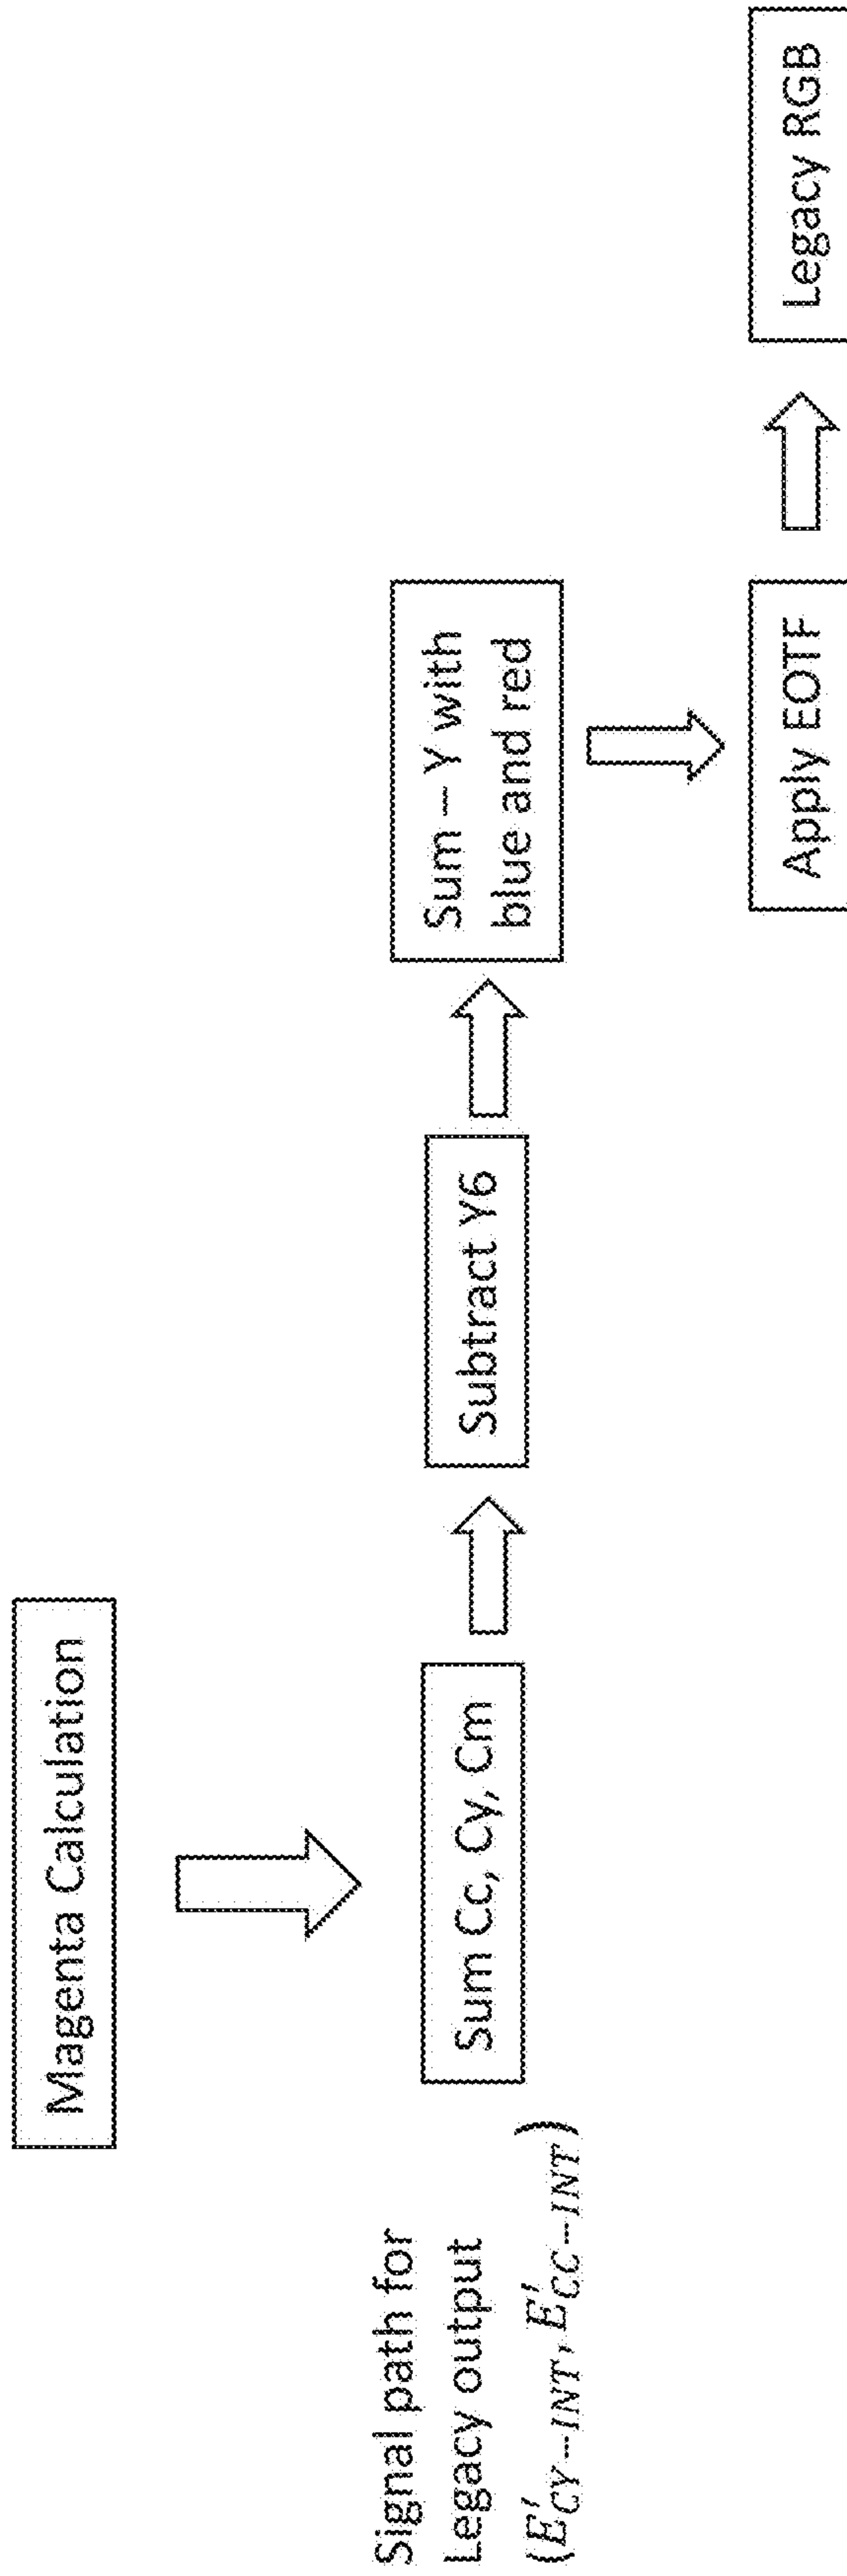 Magenta Calculation
Signal path for
Legacy output
(E'CY-INT, E'CC-INT)
Sum Cc, Cy, Cm
Subtract Y6
Sum – Y with
blue and red
Apply EOTF
Legacy RGB